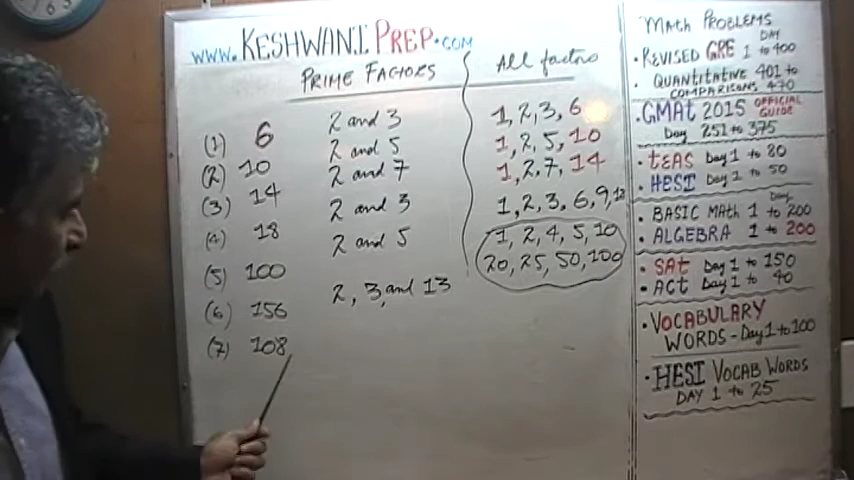 www.KESHWANI PREP.com
PRIME FACTORS
All factors
(1) 6 2 and 3 1, 2, 3, 6
(2) 10 2 and 5 1, 2, 5, 10
(3) 14 2 and 7 1, 2, 7, 14
(4) 18 2 and 3 1, 2, 3, 6, 9, 18
(5) 100 2 and 5 1, 2, 4, 5, 10
20, 25, 50, 100
(6) 156 2, 3, and 13
(7) 108
MATH PROBLEMS
DAY
• REVISED GRE 1 to 400
• QUANTITATIVE 401 to
COMPARISONS 470
• GMAt 2015 OFFICIAL GUIDE
Day 251 to 375
• tEAS Day 1 to 80
• HESI Day 1 to 50
Day
• BASIC MAth 1 to 200
• ALGEBRA 1 to 200
• SAt Day 1 to 150
• ACt Day 1 to 40
• VOCABULARY
WORDS - Day 1 to 100
• HESI VOCAB WORDS
DAY 1 to 25